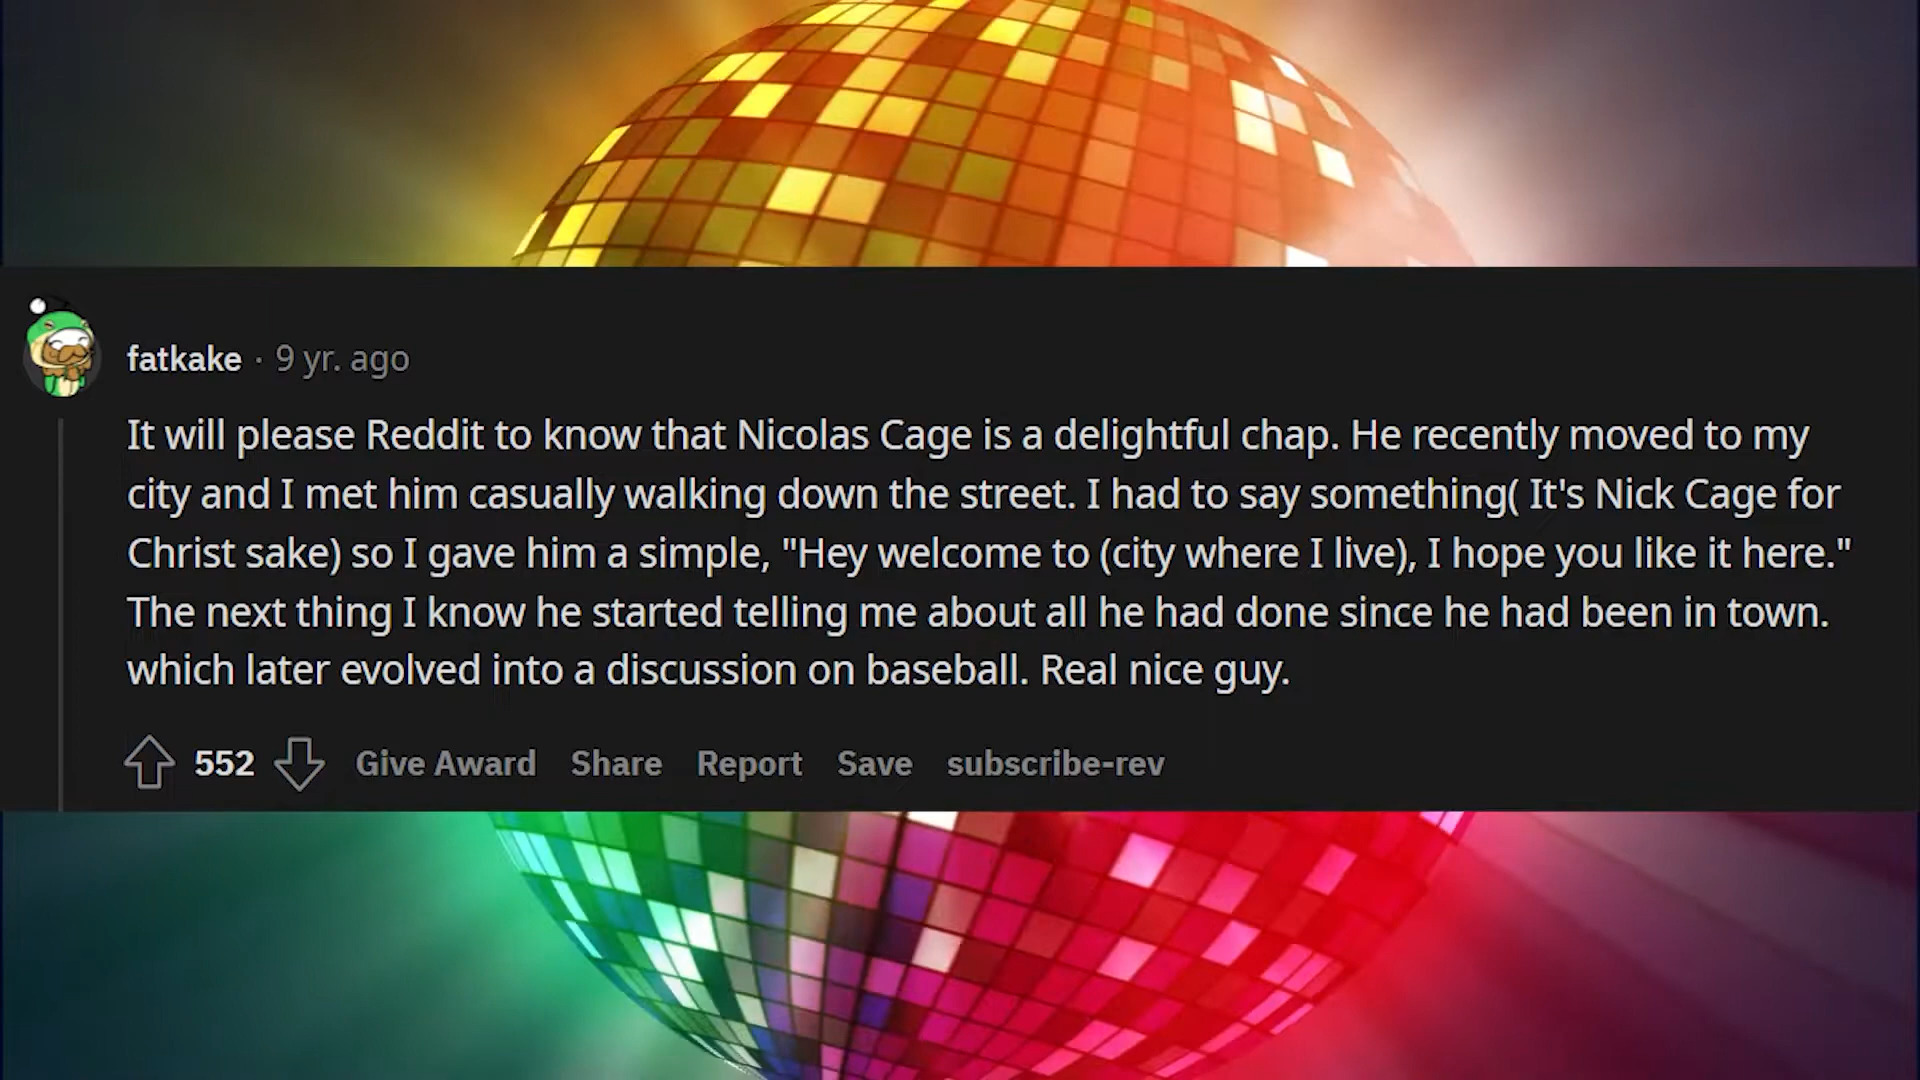 fatkake · 9 yr. ago
It will please Reddit to know that Nicolas Cage is a delightful chap. He recently moved to my
city and I met him casually walking down the street. I had to say something( It's Nick Cage for
Christ sake) so I gave him a simple, "Hey welcome to (city where I live), I hope you like it here."
The next thing I know he started telling me about all he had done since he had been in town.
which later evolved into a discussion on baseball. Real nice guy.
552 Give Award Share Report Save subscribe-rev